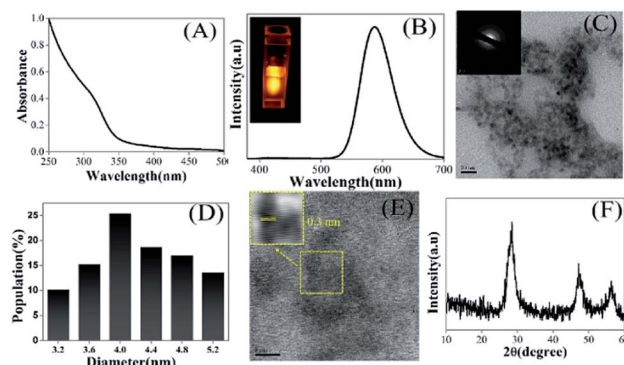 (A)
Absorbance
1.0
0.8
0.6
0.4
0.2
0.0
250 300 350 400 450 500
Wavelength(nm)
(B)
Intensity(a.u)
400 500 600 700
Wavelength(nm)
(C)
(D)
Population(%)
25
20
15
10
5
0
3.2 3.6 4.0 4.4 4.8 5.2
Diameter(nm)
(E)
0.3 nm
(F)
Intensity(a.u)
10 20 30 40 50 60
2θ(degree)